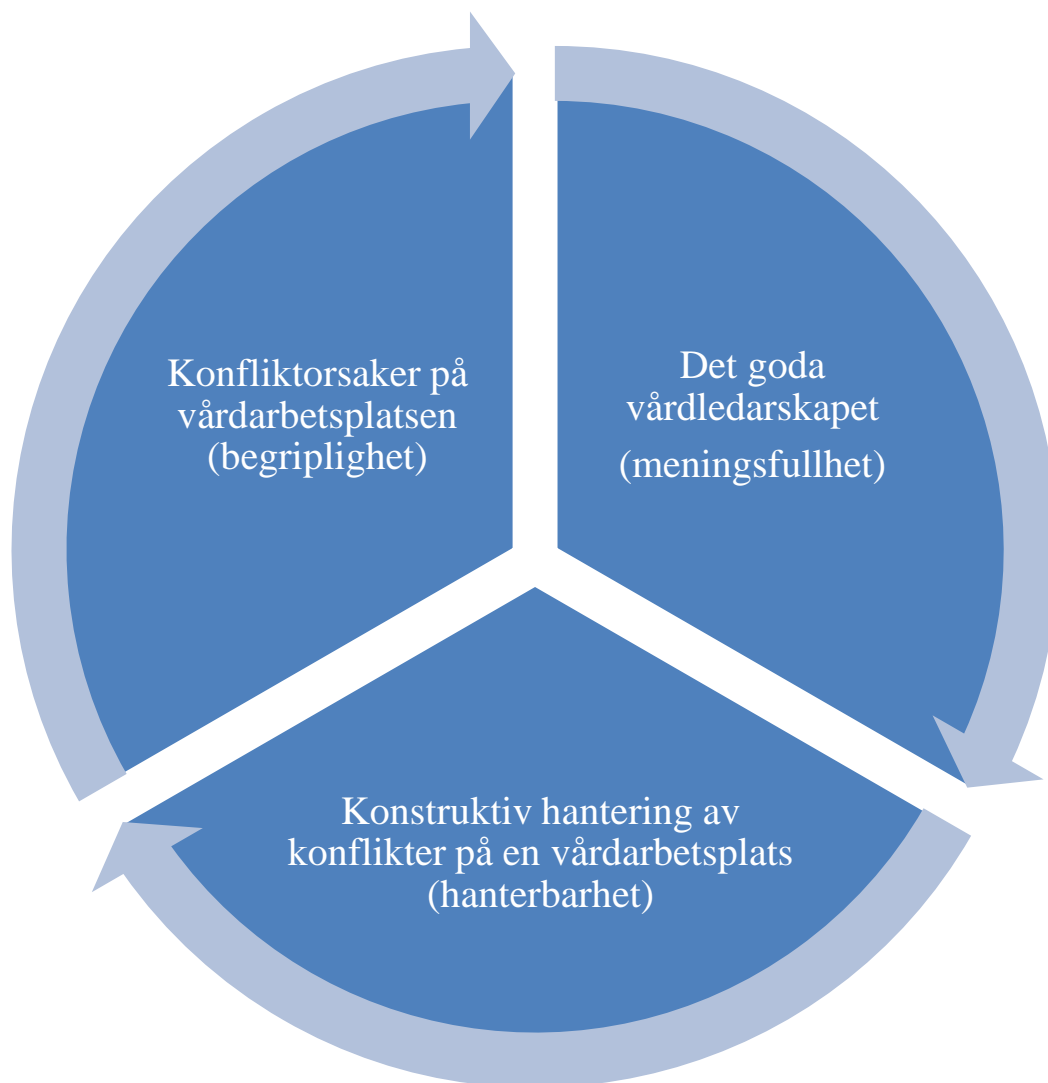 Konfliktorsaker på
vårdarbetsplatsen
(begriplighet)
Det goda
vårdledarskapet
(meningsfullhet)
Konstruktiv hantering av
konflikter på en vårdarbetsplats
(hanterbarhet)